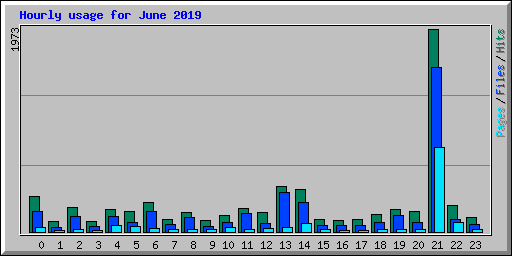 Hourly usage for June 2019
1973
Pages/Files/Hits
0 1 2 3 4 5 6 7 8 9 10 11 12 13 14 15 16 17 18 19 20 21 22 23